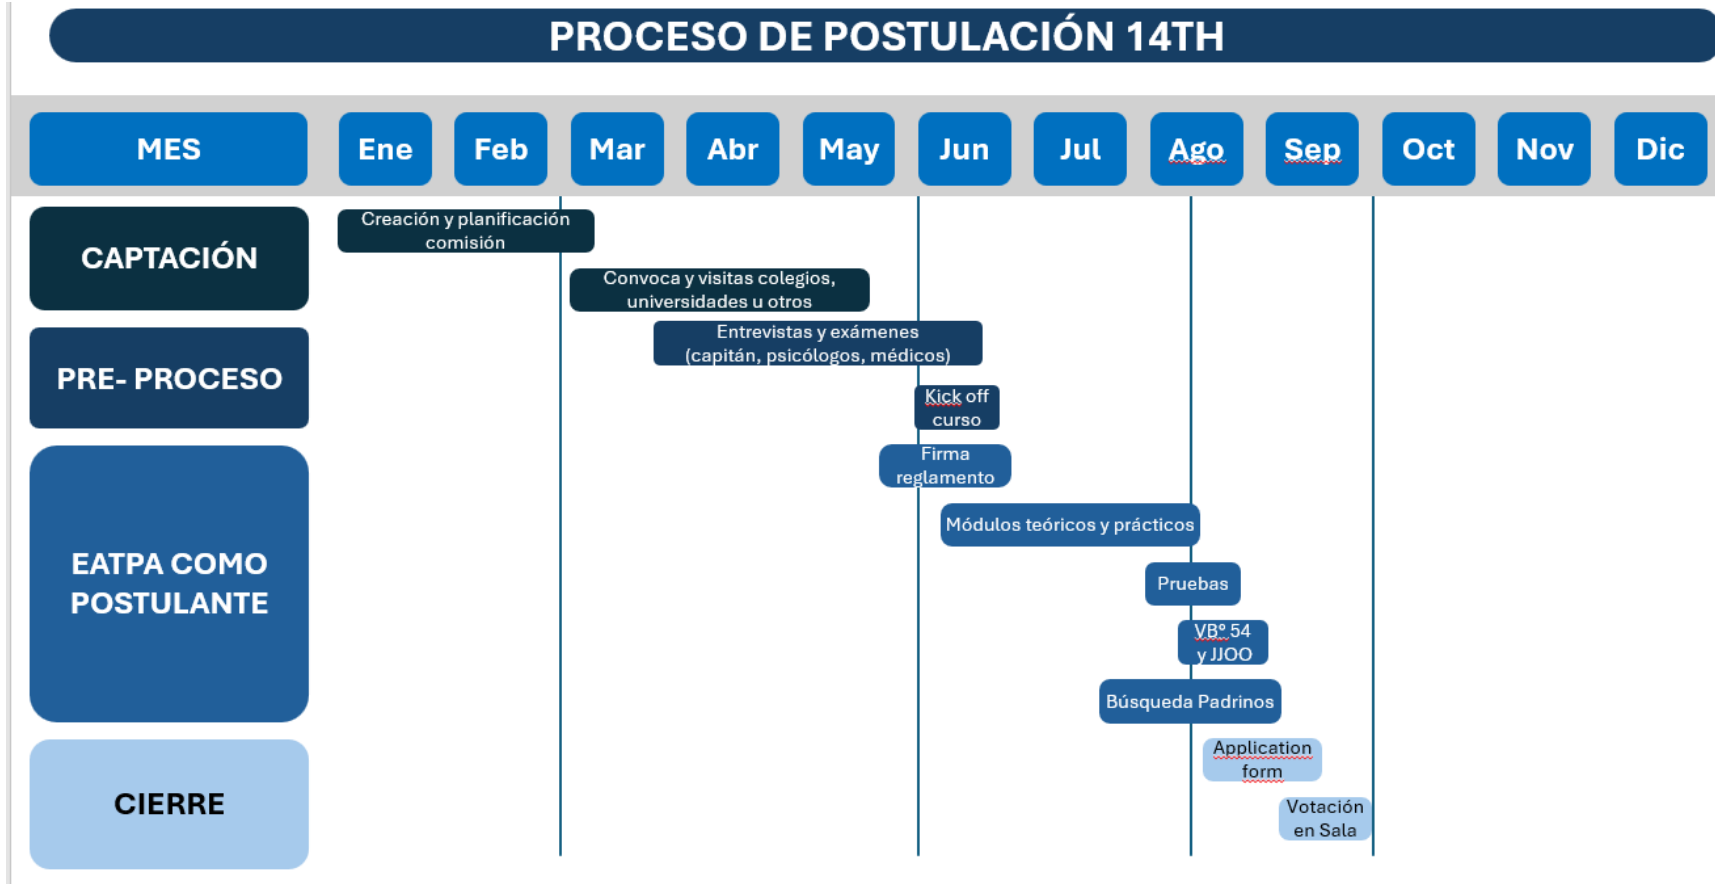 PROCESO DE POSTULACIÓN 14TH
MES
Ene
Feb
Mar
Abr
May
Jun
Jul
Ago
Sep
Oct
Nov
Dic
CAPTACIÓN
Creación y planificación
comisión
Convoca y visitas colegios,
universidades u otros
PRE- PROCESO
Entrevistas y exámenes
(capitán, psicólogos, médicos)
Kick off
curso
EATPA COMO
POSTULANTE
Firma
reglamento
Módulos teóricos y prácticos
Pruebas
VBº 54
y JJOO
Búsqueda Padrinos
CIERRE
Application
form
Votación
en Sala